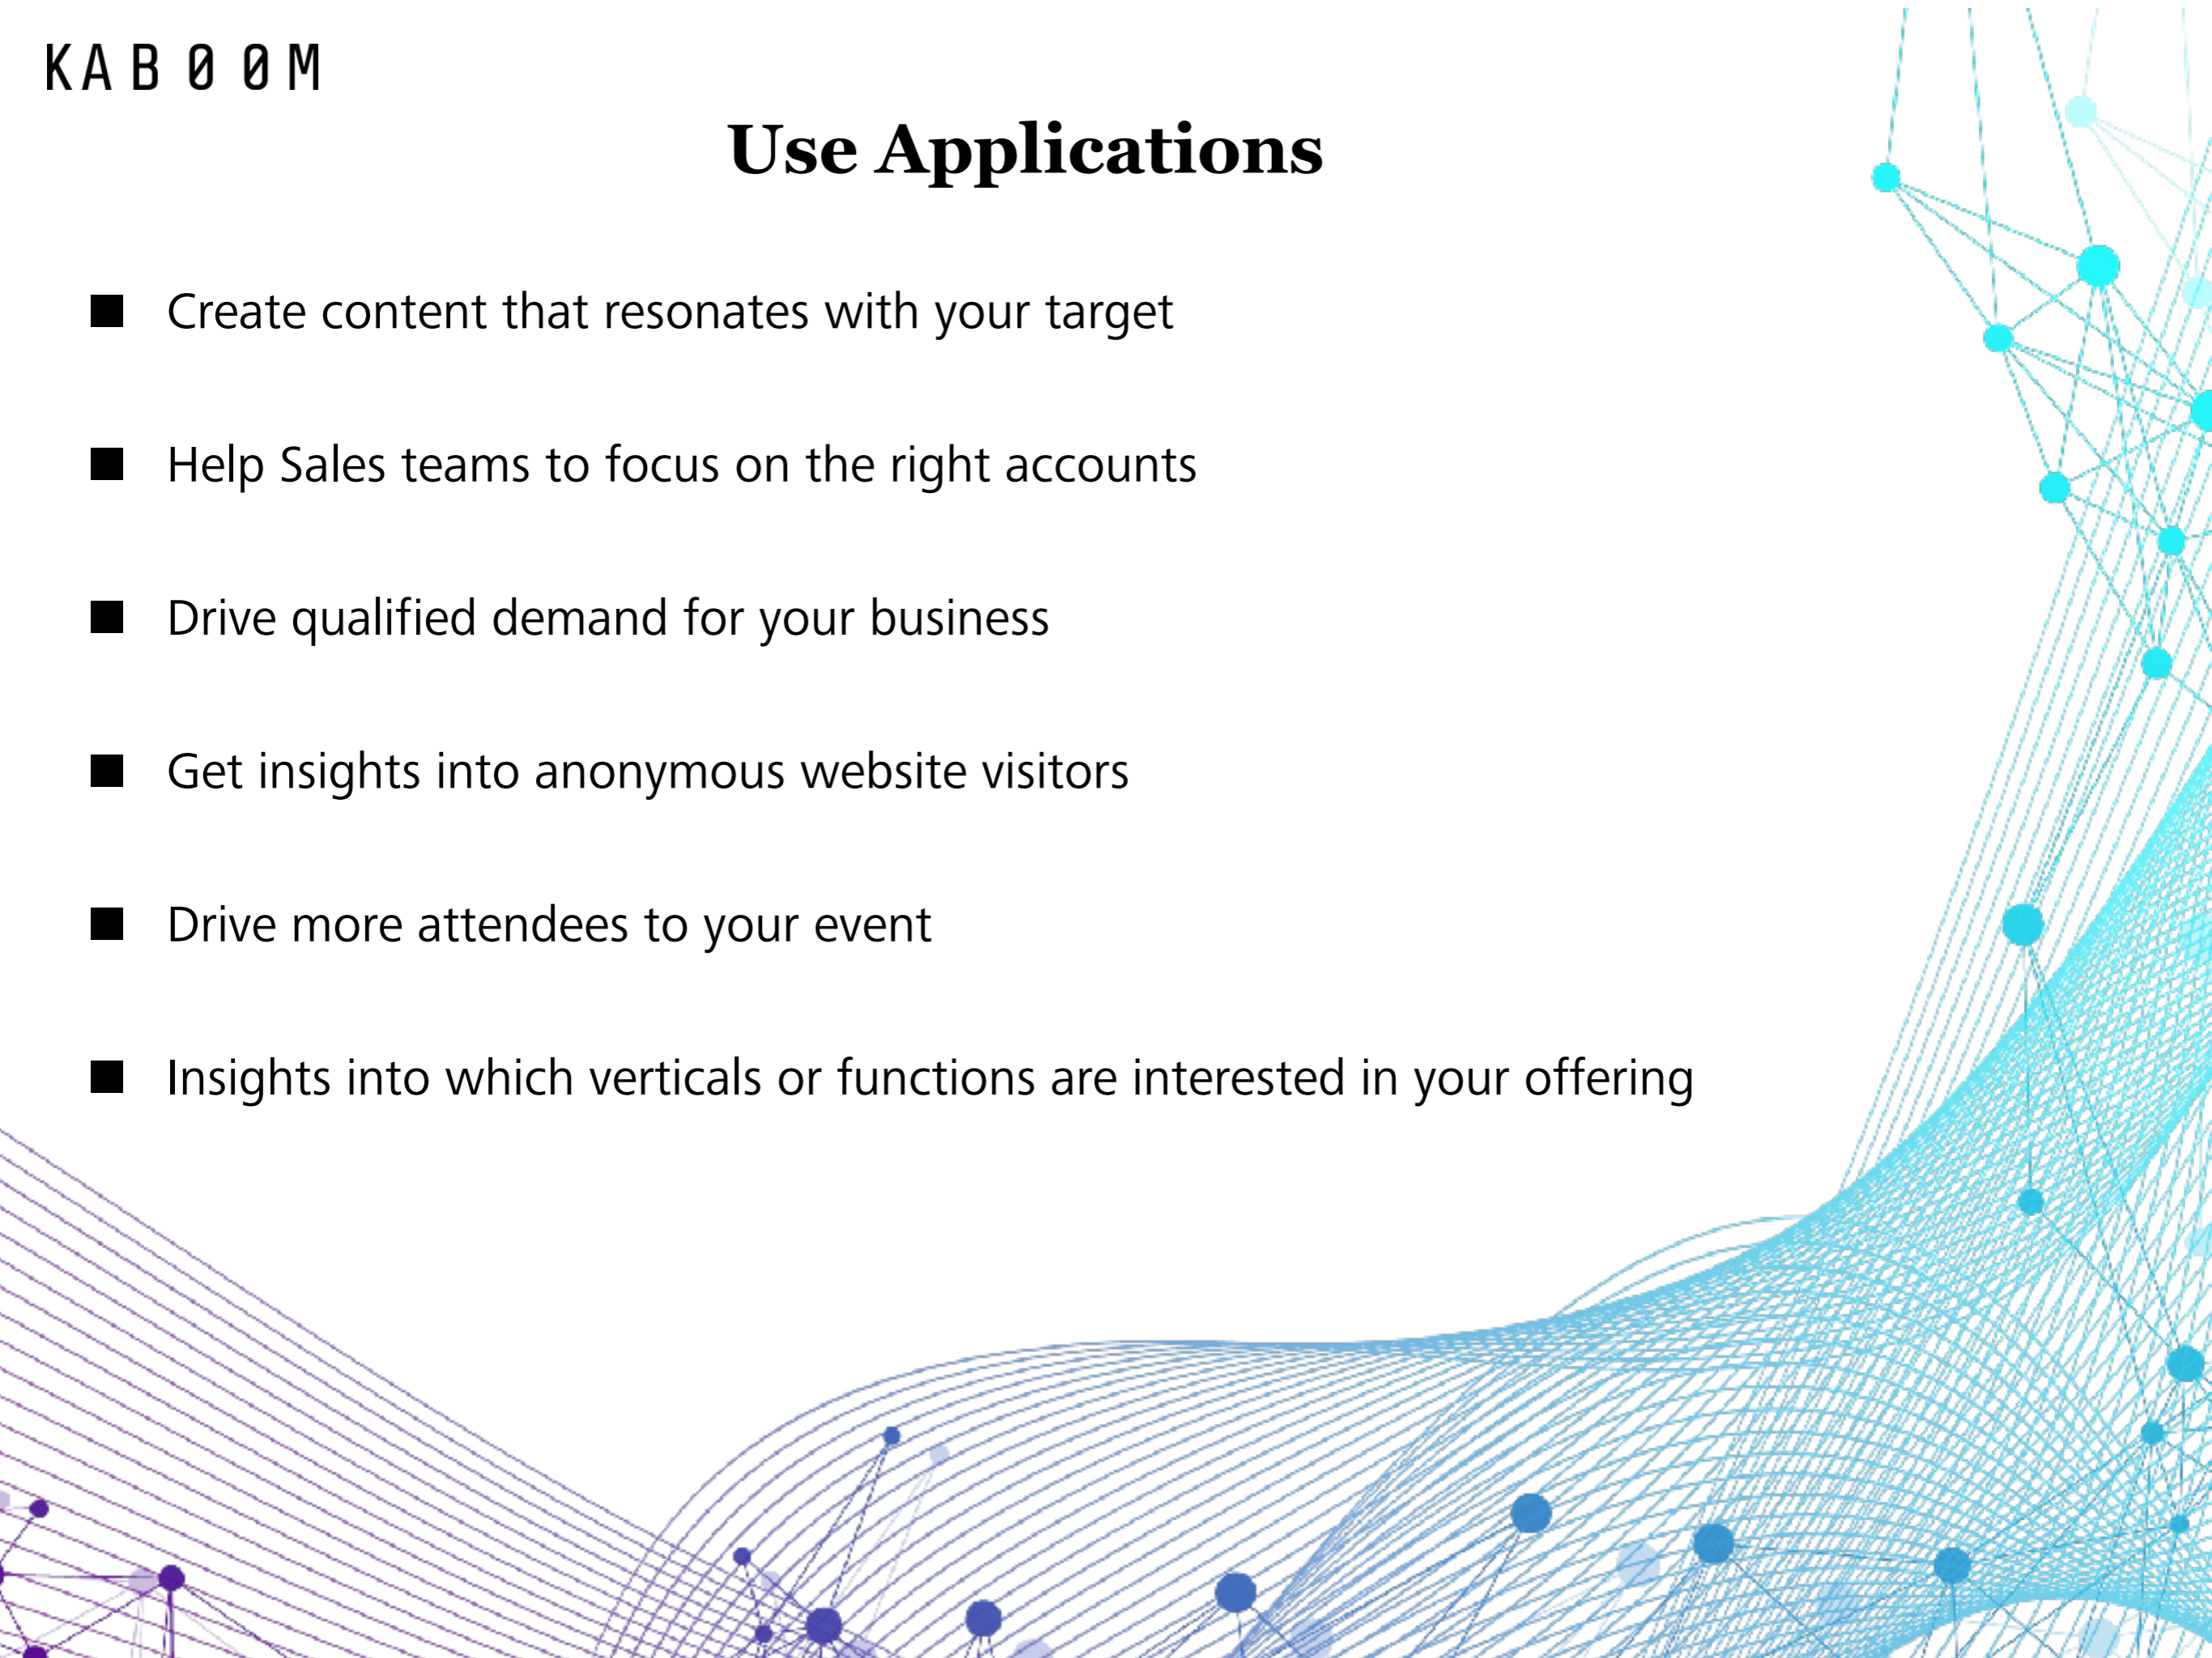 KAB00M
Use Applications
■ Create content that resonates with your target
■ Help Sales teams to focus on the right accounts
■ Drive qualified demand for your business
■ Get insights into anonymous website visitors
■ Drive more attendees to your event
■ Insights into which verticals or functions are interested in your offering